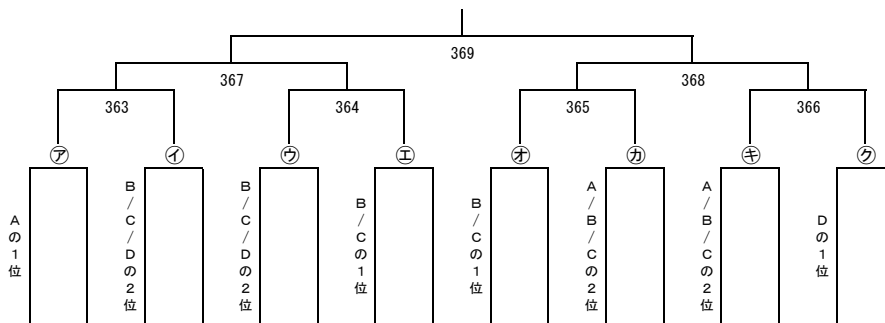 369
367
368
363
364
365
366
㋐
㋑
㋒
㋓
㋔
㋕
㋖
㋗
Aの1位
B/C/Dの2位
B/C/Dの2位
B/Cの1位
B/Cの1位
A/B/Cの2位
A/B/Cの2位
Dの1位